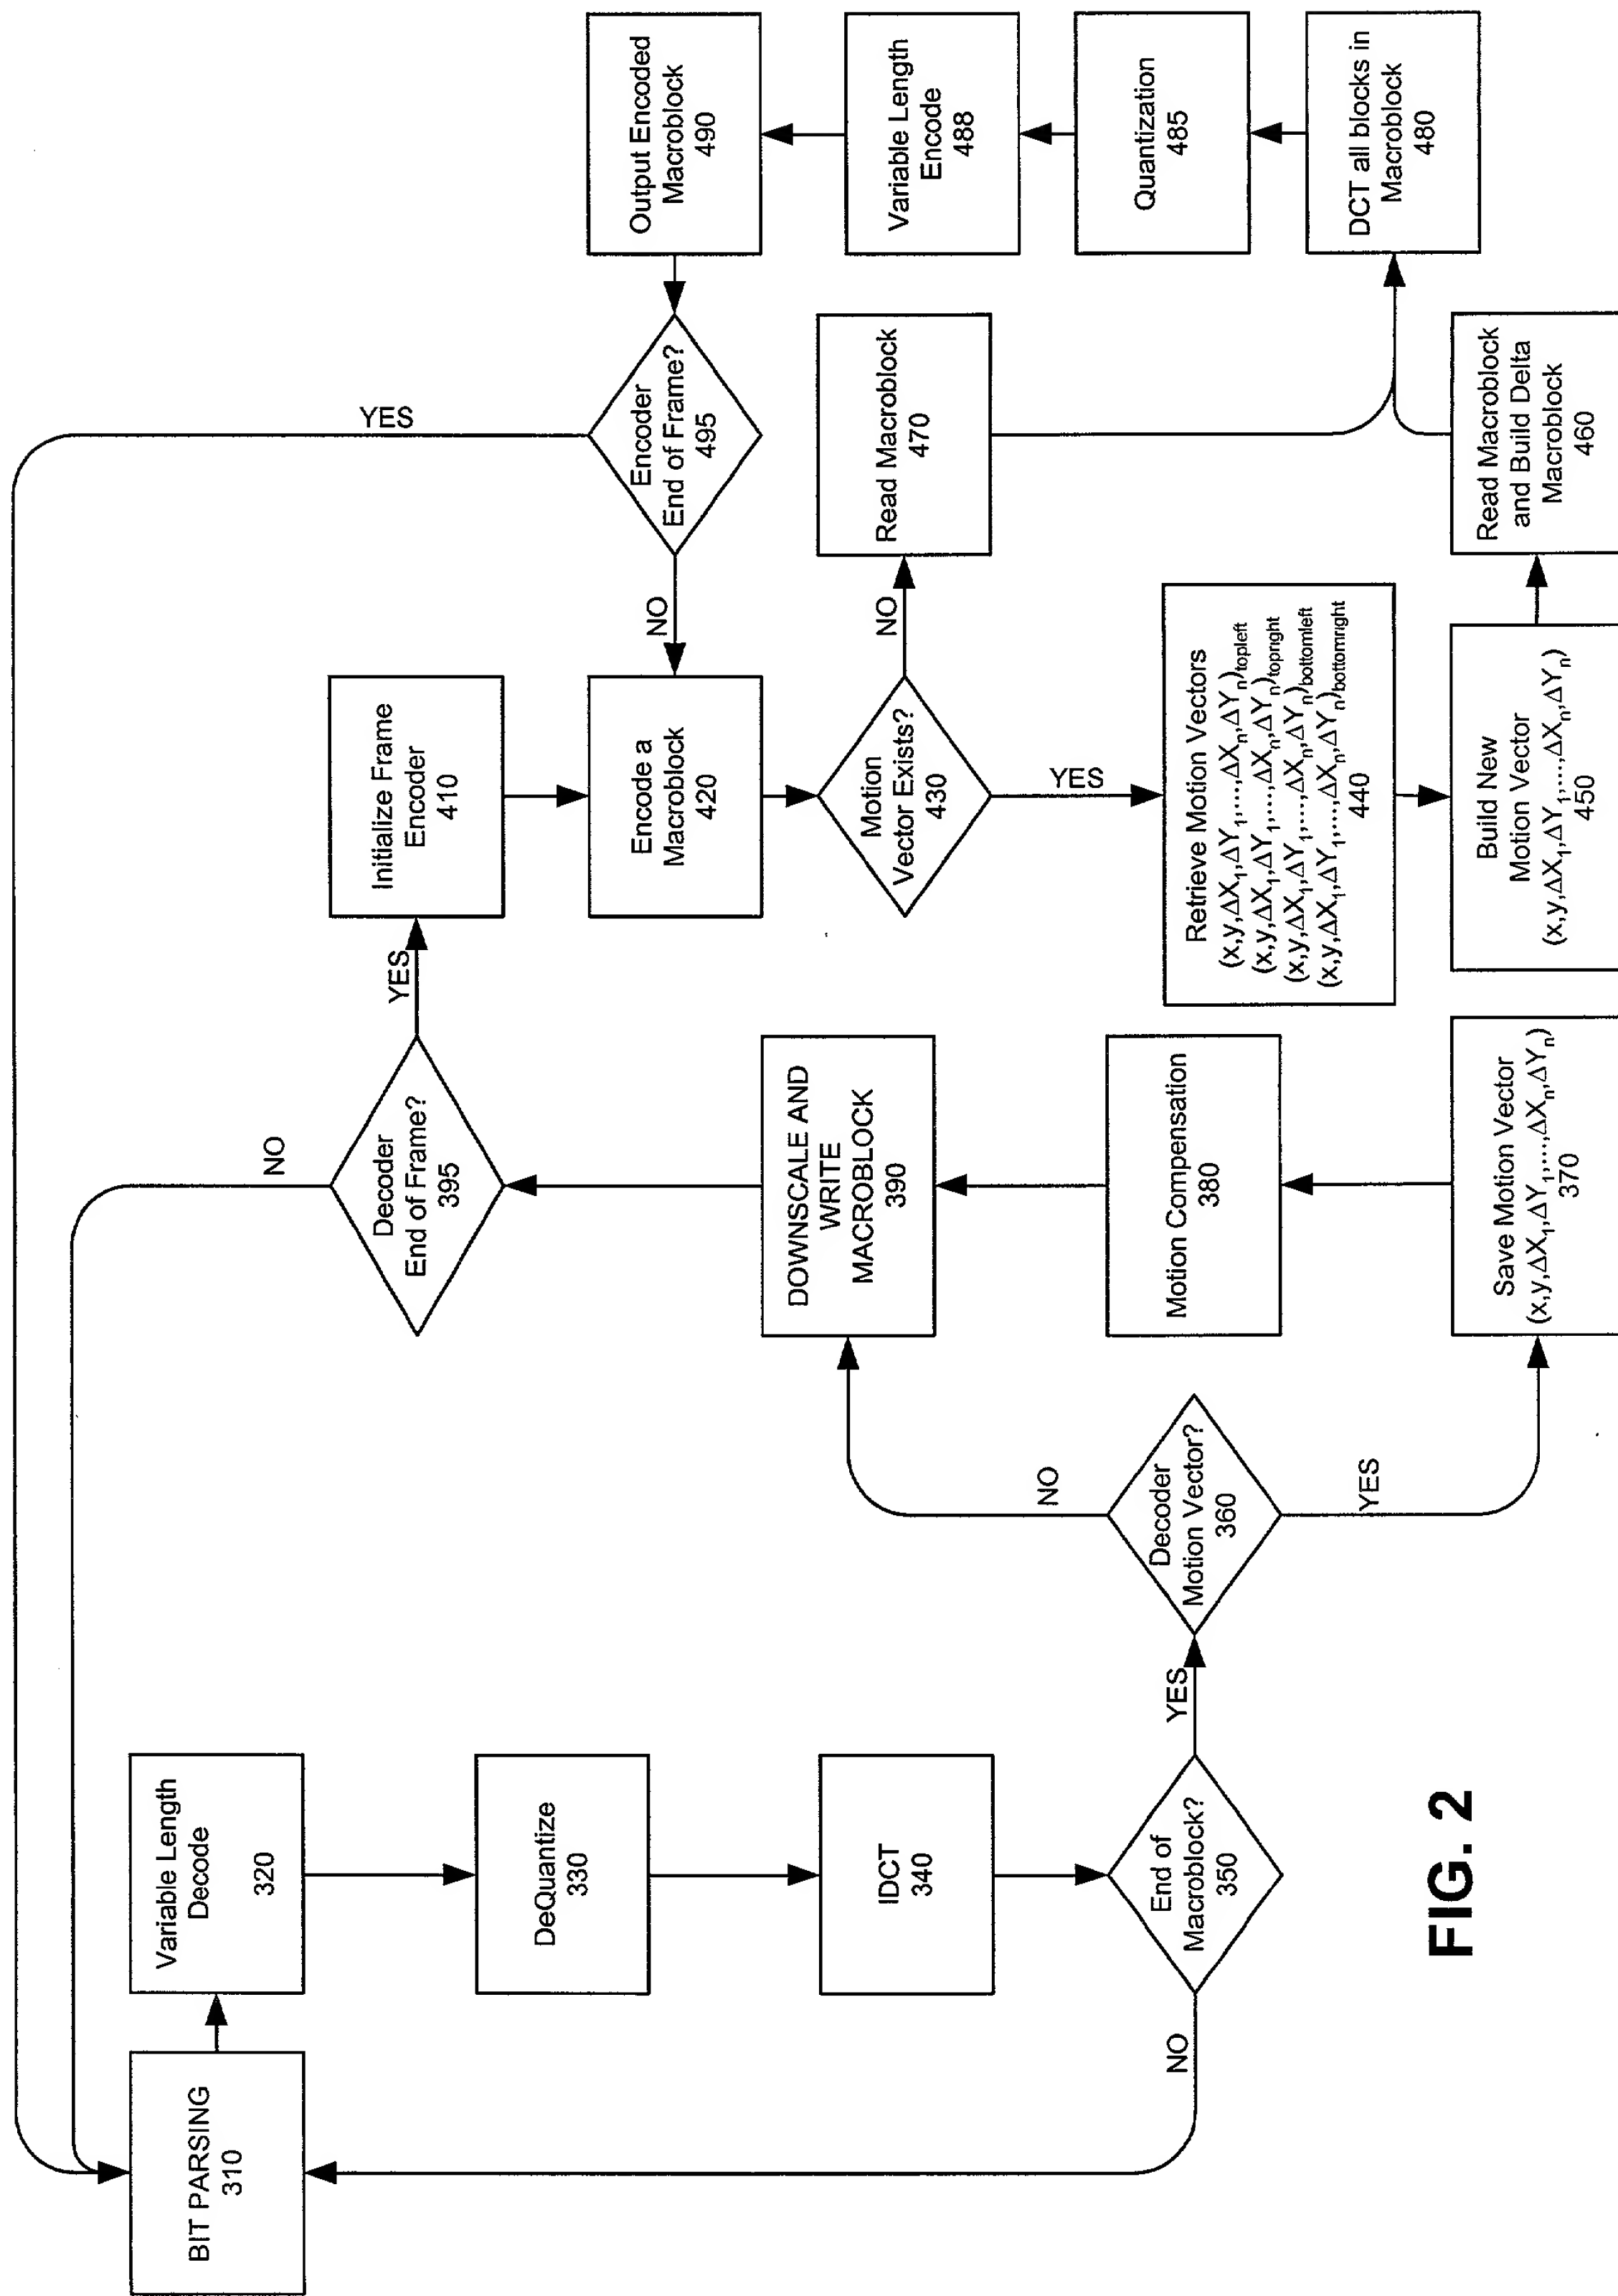 BIT PARSING
310
Variable Length
Decode
320
DeQuantize
330
IDCT
340
End of
Macroblock?
350
NO
YES
Decoder
Motion Vector?
360
NO
YES
Save Motion Vector
(x,y,ΔX1,ΔY1,...,ΔXn,ΔYn)
370
Motion Compensation
380
DOWNSCALE AND
WRITE
MACROBLOCK
390
Decoder
End of Frame?
395
NO
YES
Initialize Frame
Encoder
410
Encode a
Macroblock
420
Motion
Vector Exists?
430
NO
YES
Retrieve Motion Vectors
(x,y,ΔX1,ΔY1,...,ΔXn,ΔYn)topleft
(x,y,ΔX1,ΔY1,...,ΔXn,ΔYn)topright
(x,y,ΔX1,ΔY1,...,ΔXn,ΔYn)bottomleft
(x,y,ΔX1,ΔY1,...,ΔXn,ΔYn)bottomright
440
Build New
Motion Vector
(x,y,ΔX1,ΔY1,...,ΔXn,ΔYn)
450
Read Macroblock
and Build Delta
Macroblock
460
Read Macroblock
470
DCT all blocks in
Macroblock
480
Quantization
485
Variable Length
Encode
488
Output Encoded
Macroblock
490
Encoder
End of Frame?
495
NO
YES
FIG. 2